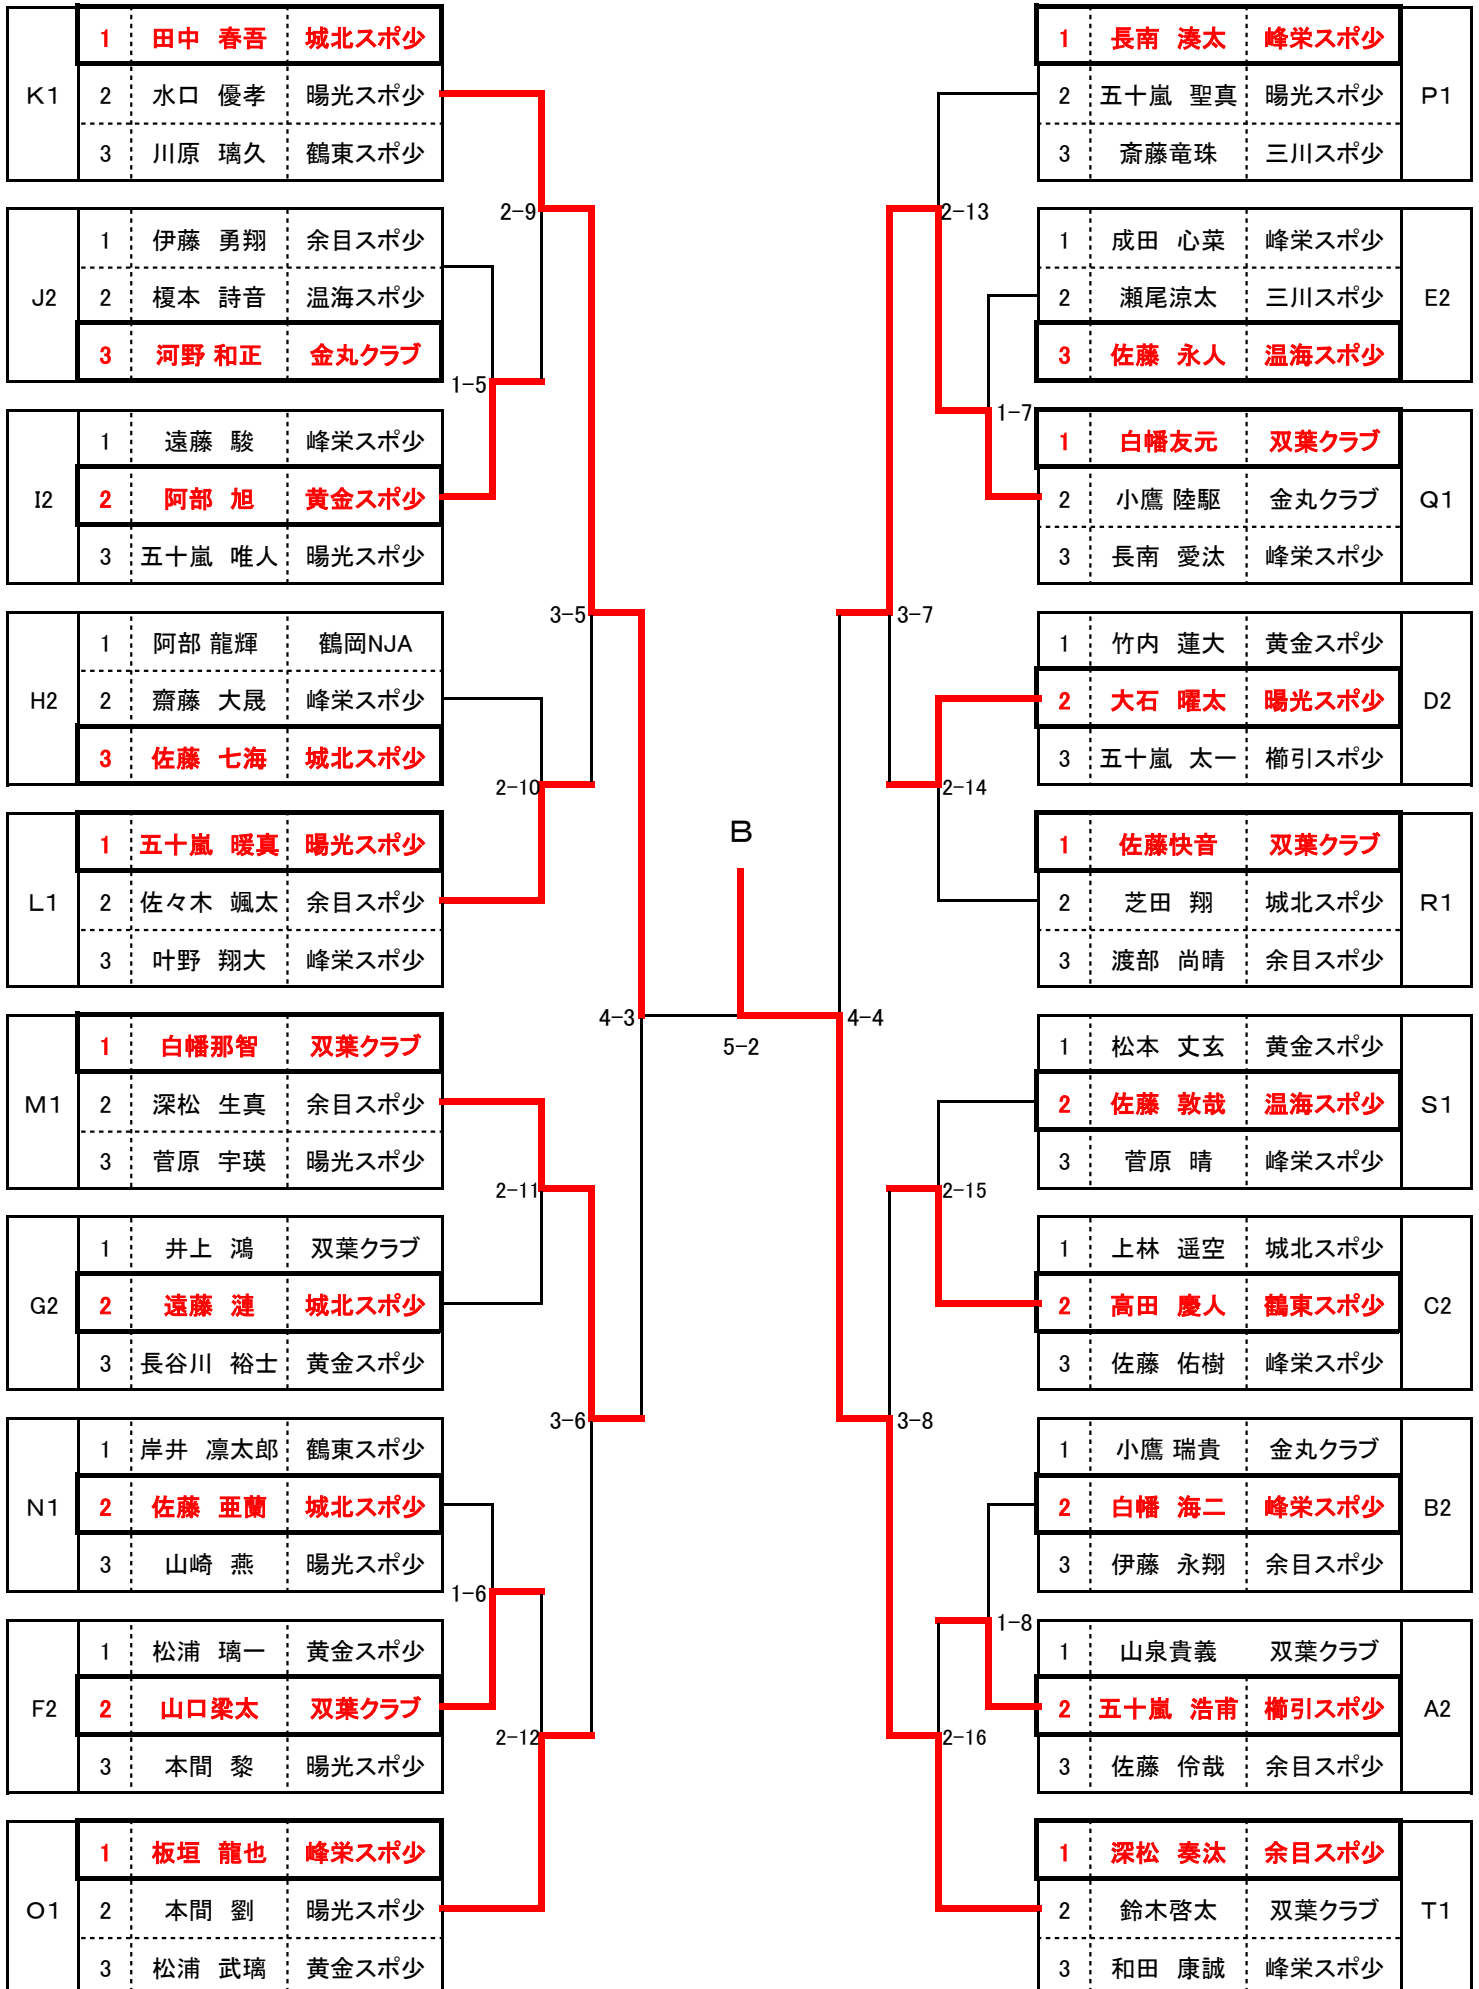 K1
1 田中 春吾 城北スポ少
2 水口 優孝 暘光スポ少
3 川原 璃久 鶴東スポ少
2-9
J2
1 伊藤 勇翔 余目スポ少
2 榎本 詩音 温海スポ少
3 河野 和正 金丸クラブ
1-5
I2
1 遠藤 駿 峰栄スポ少
2 阿部 旭 黄金スポ少
3 五十嵐 唯人 暘光スポ少
3-5
H2
1 阿部 龍輝 鶴岡NJA
2 齋藤 大晟 峰栄スポ少
3 佐藤 七海 城北スポ少
2-10
L1
1 五十嵐 暖真 暘光スポ少
2 佐々木 颯太 余目スポ少
3 叶野 翔大 峰栄スポ少
4-3
M1
1 白幡那智 双葉クラブ
2 深松 生真 余目スポ少
3 菅原 宇瑛 暘光スポ少
2-11
G2
1 井上 鴻 双葉クラブ
2 遠藤 漣 城北スポ少
3 長谷川 裕士 黄金スポ少
3-6
N1
1 岸井 凛太郎 鶴東スポ少
2 佐藤 亜蘭 城北スポ少
3 山崎 燕 暘光スポ少
1-6
F2
1 松浦 璃一 黄金スポ少
2 山口梁太 双葉クラブ
3 本間 黎 暘光スポ少
2-12
O1
1 板垣 龍也 峰栄スポ少
2 本間 劉 暘光スポ少
3 松浦 武璃 黄金スポ少
B
5-2
P1
1 長南 湊太 峰栄スポ少
2 五十嵐 聖真 暘光スポ少
3 斎藤竜珠 三川スポ少
2-13
E2
1 成田 心菜 峰栄スポ少
2 瀬尾涼太 三川スポ少
3 佐藤 永人 温海スポ少
1-7
Q1
1 白幡友元 双葉クラブ
2 小鷹 陸駆 金丸クラブ
3 長南 愛汰 峰栄スポ少
3-7
D2
1 竹内 蓮大 黄金スポ少
2 大石 曜太 暘光スポ少
3 五十嵐 太一 櫛引スポ少
2-14
R1
1 佐藤快音 双葉クラブ
2 芝田 翔 城北スポ少
3 渡部 尚晴 余目スポ少
4-4
S1
1 松本 丈玄 黄金スポ少
2 佐藤 敦哉 温海スポ少
3 菅原 晴 峰栄スポ少
2-15
C2
1 上林 遥空 城北スポ少
2 高田 慶人 鶴東スポ少
3 佐藤 佑樹 峰栄スポ少
3-8
B2
1 小鷹 瑞貴 金丸クラブ
2 白幡 海二 峰栄スポ少
3 伊藤 永翔 余目スポ少
1-8
A2
1 山泉貴義 双葉クラブ
2 五十嵐 浩甫 櫛引スポ少
3 佐藤 伶哉 余目スポ少
2-16
T1
1 深松 奏汰 余目スポ少
2 鈴木啓太 双葉クラブ
3 和田 康誠 峰栄スポ少